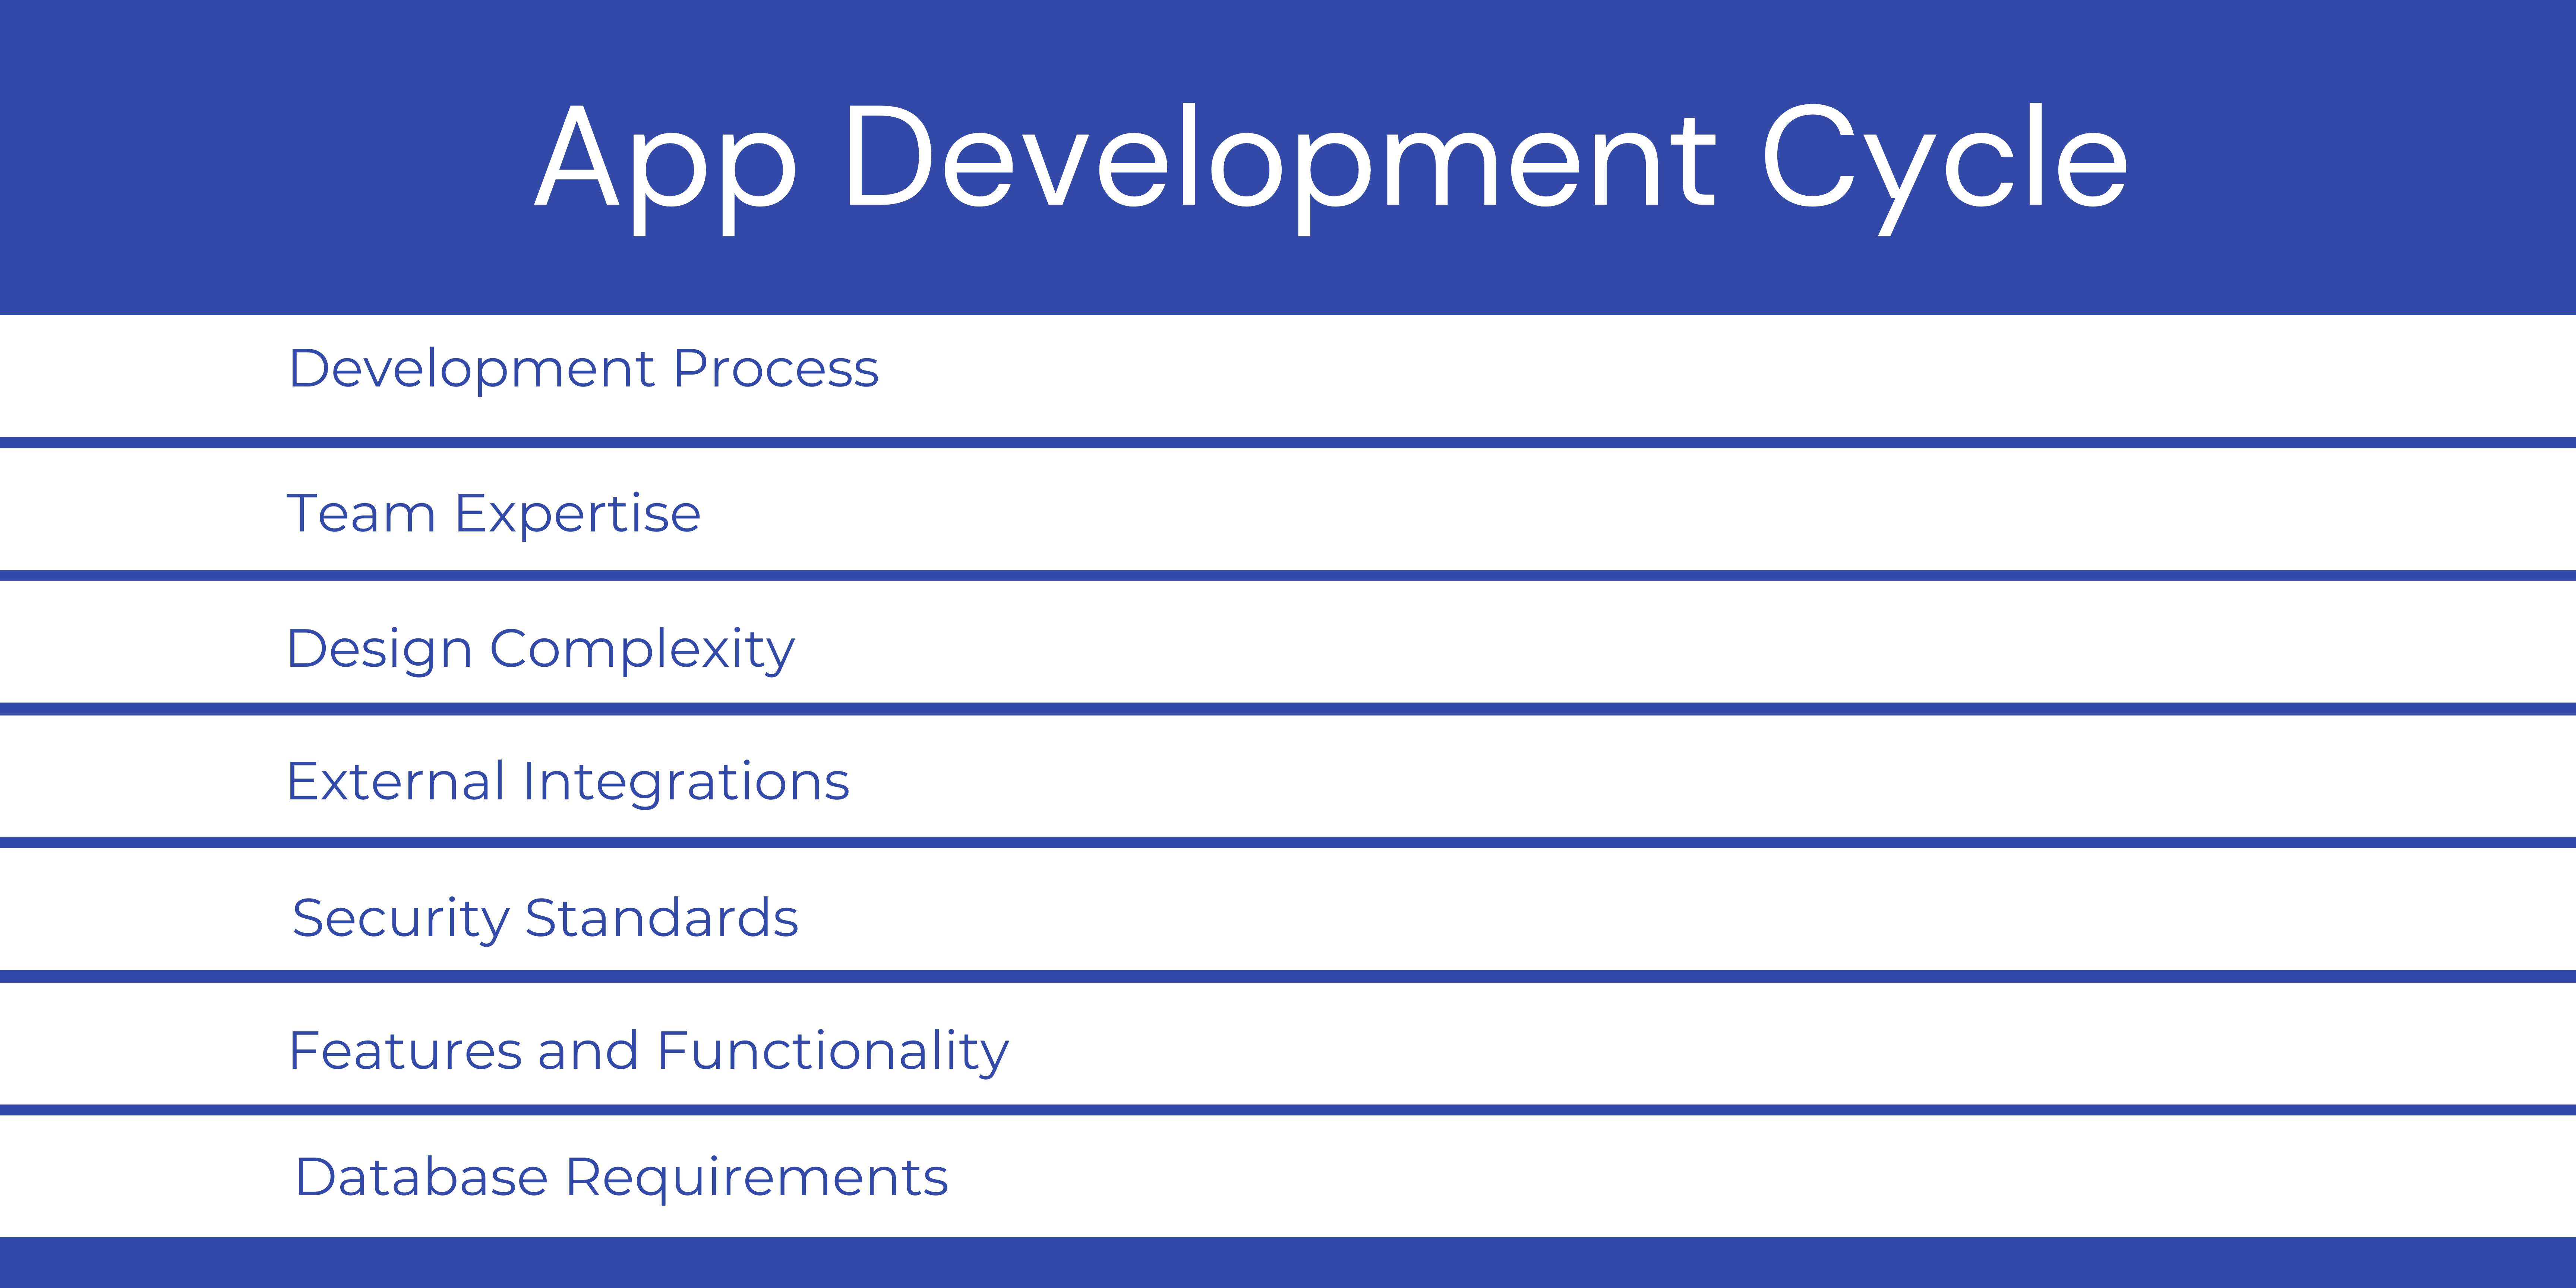 App Development Cycle
Development Process
Team Expertise
Design Complexity
External Integrations
Security Standards
Features and Functionality
Database Requirements